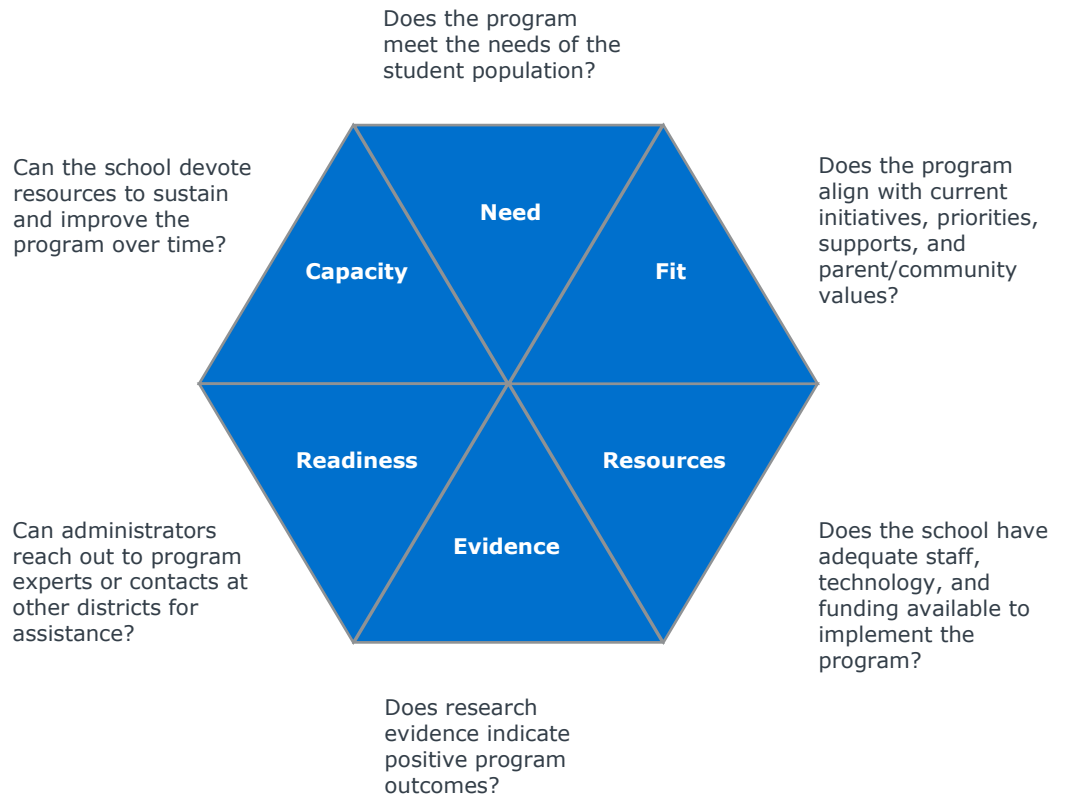 Does the program
meet the needs of the
student population?
Can the school devote
resources to sustain
and improve the
program over time?
Does the program
align with current
initiatives, priorities,
supports, and
parent/community
values?
Need
Capacity
Fit
Readiness
Resources
Evidence
Can administrators
reach out to program
experts or contacts at
other districts for
assistance?
Does the school have
adequate staff,
technology, and
funding available to
implement the
program?
Does research
evidence indicate
positive program
outcomes?